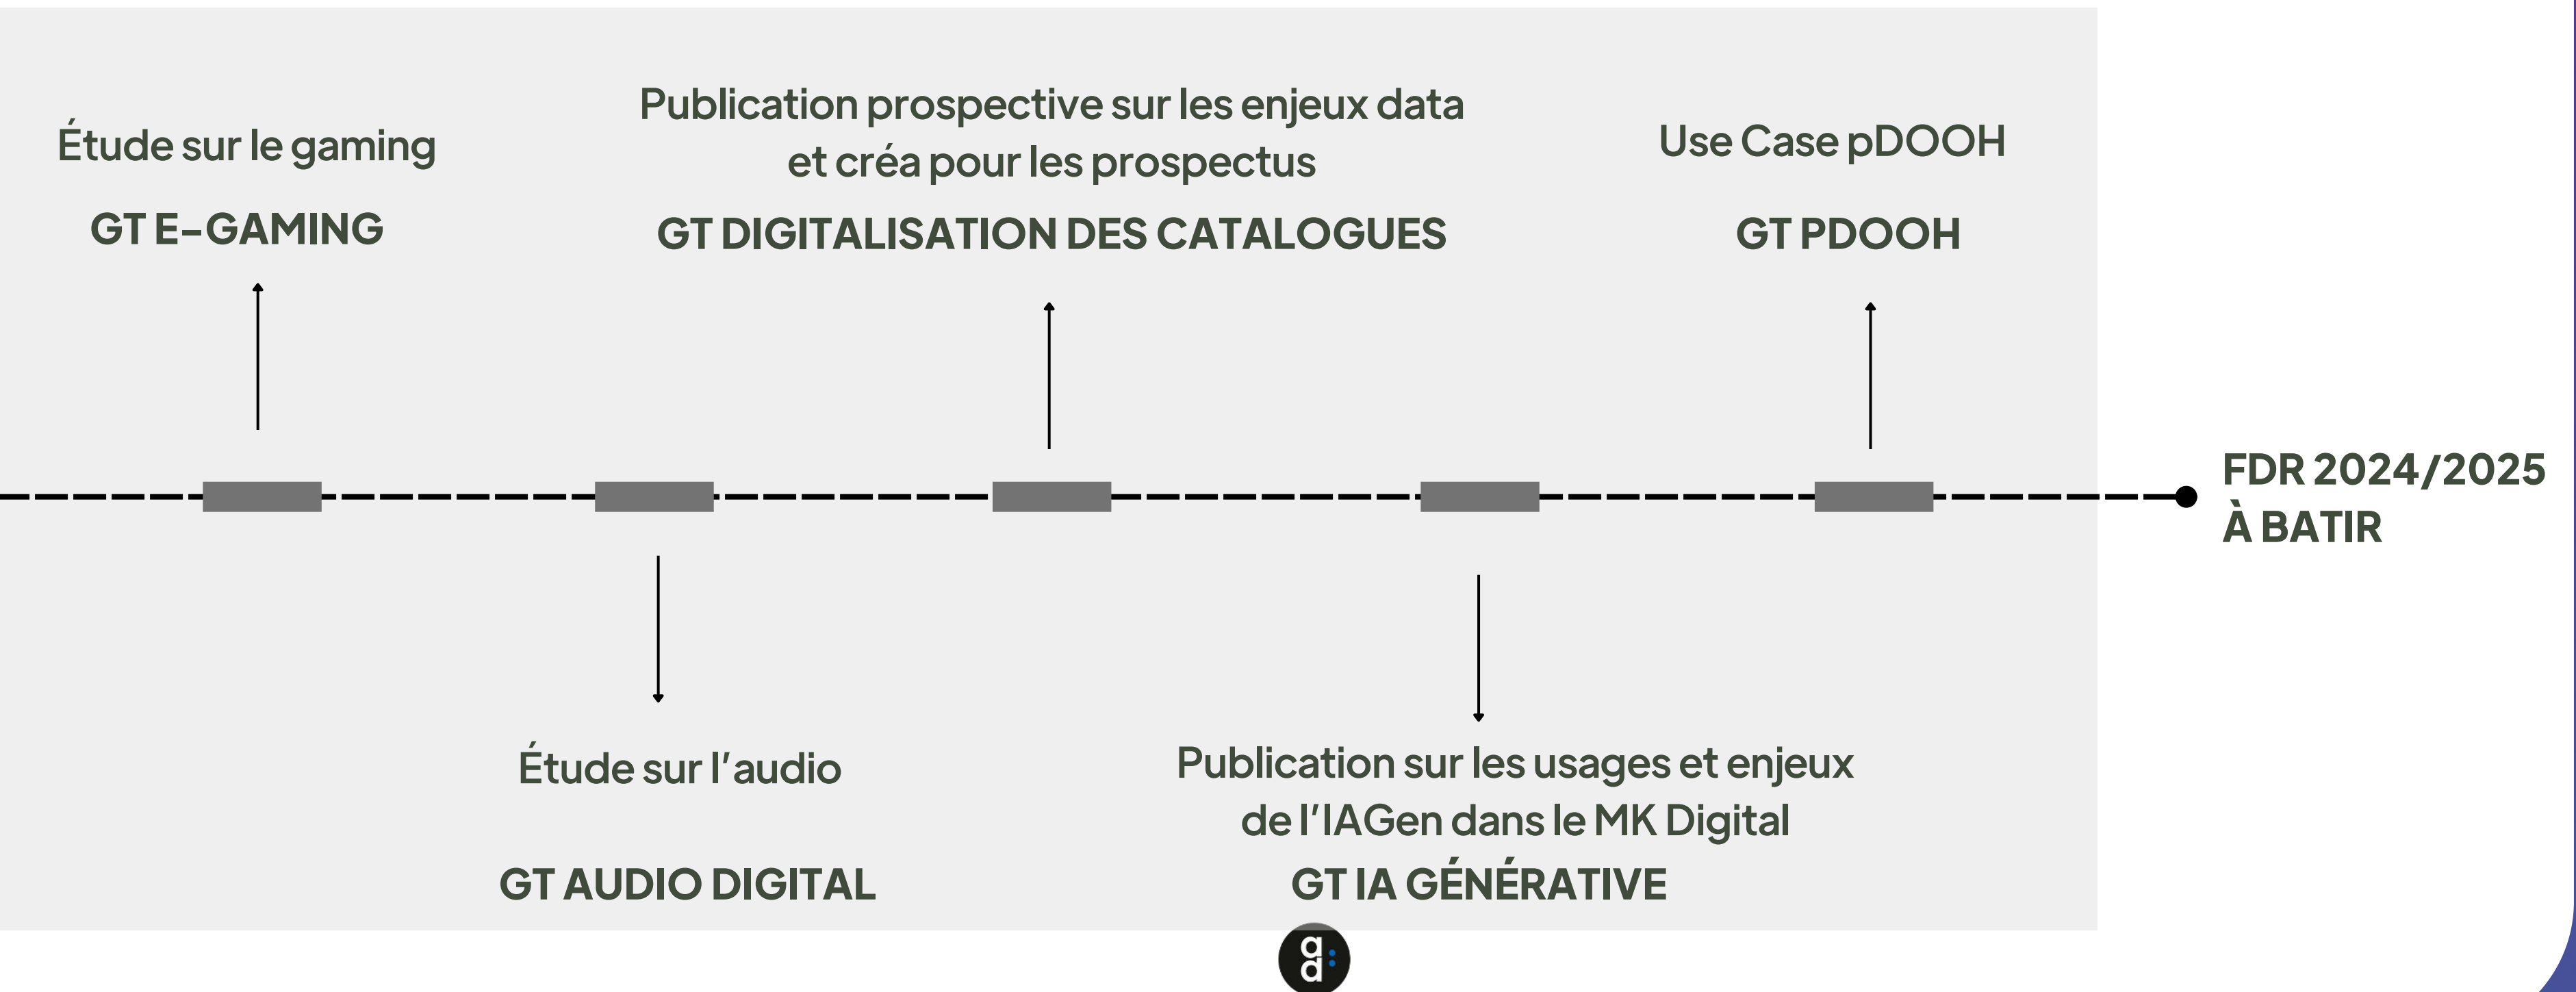 Étude sur le gaming
GT E-GAMING
Publication prospective sur les enjeux data
et créa pour les prospectus
GT DIGITALISATION DES CATALOGUES
Use Case pDOOH
GT PDOOH
FDR 2024/2025
À BATIR
Étude sur l’audio
GT AUDIO DIGITAL
Publication sur les usages et enjeux
de l’IAGen dans le MK Digital
GT IA GÉNÉRATIVE
a
d: